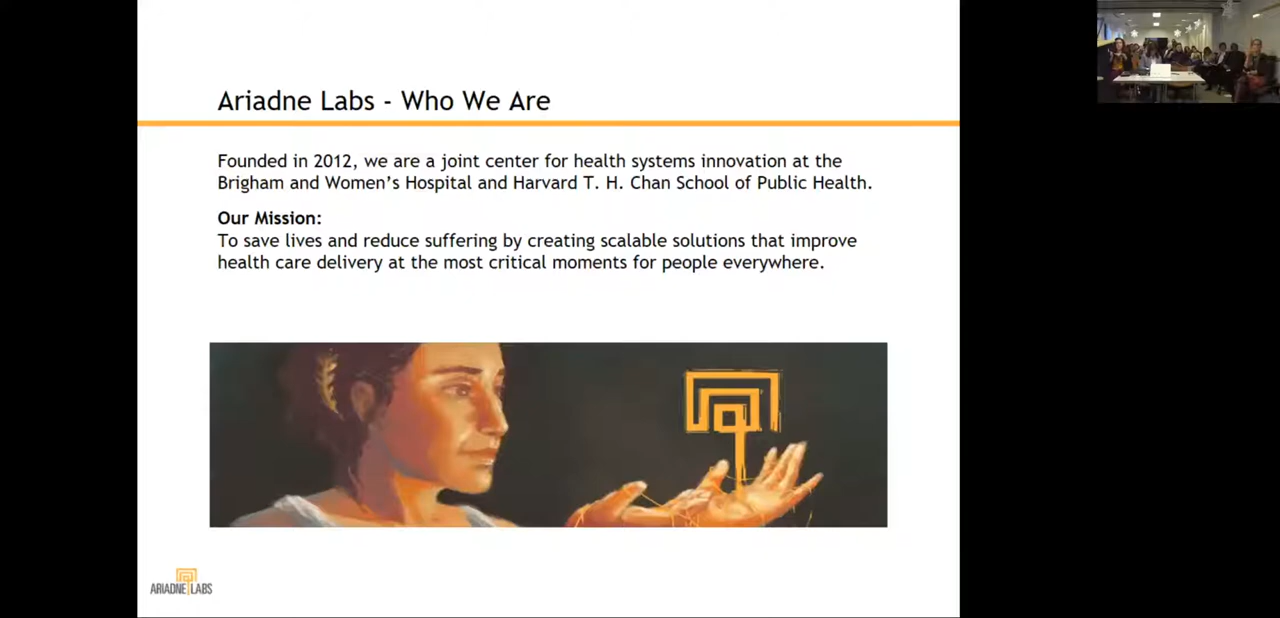 Ariadne Labs - Who We Are
Founded in 2012, we are a joint center for health systems innovation at the
Brigham and Women's Hospital and Harvard T. H. Chan School of Public Health.
Our Mission:
To save lives and reduce suffering by creating scalable solutions that improve
health care delivery at the most critical moments for people everywhere.
ARIADNE LABS